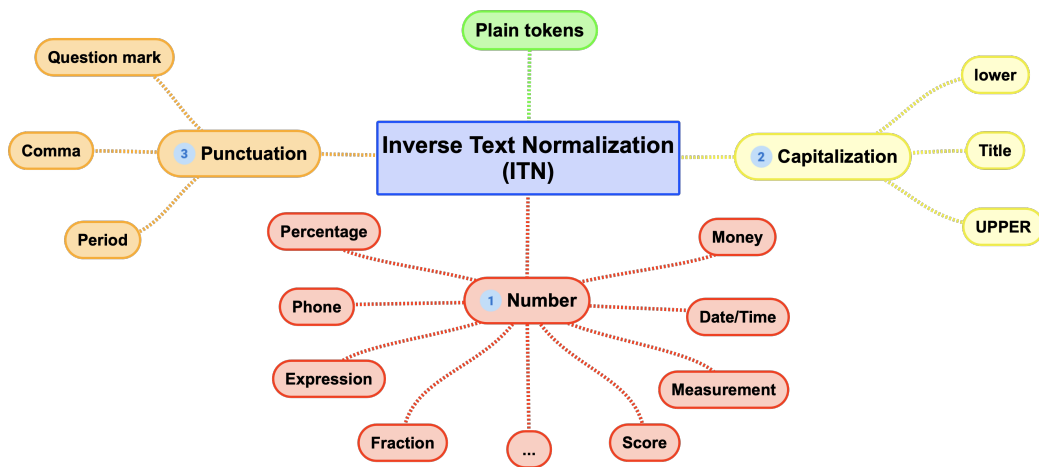 Plain tokens
Question mark
lower
Inverse Text Normalization
(ITN)
Comma
3 Punctuation
2 Capitalization
Title
Period
UPPER
Percentage
Money
Phone
1 Number
Date/Time
Expression
Measurement
Fraction
...
Score